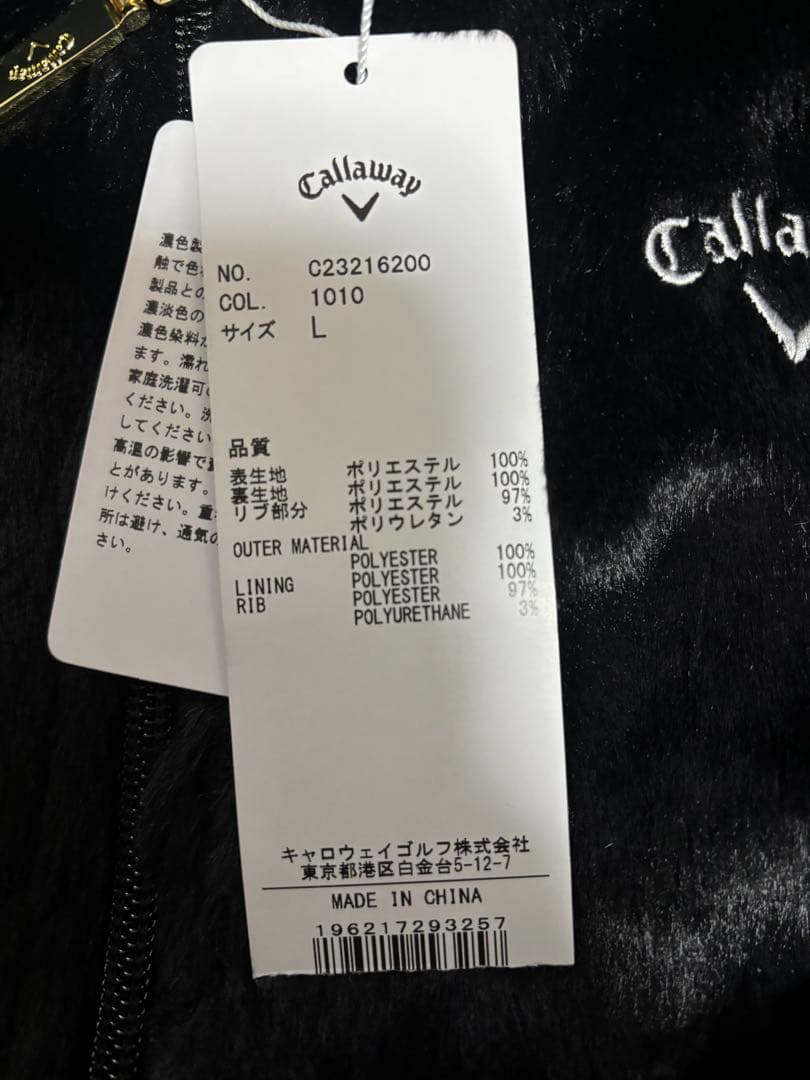 Callaway
Callaway
NO. C23216200
COL. 1010
サイズ L
品質
表生地 ポリエステル 100%
裏生地 ポリエステル 100%
リブ部分 ポリエステル 97%
ポリウレタン 3%
OUTER MATERIAL
POLYESTER 100%
LINING POLYESTER 100%
RIB POLYESTER 97%
POLYURETHANE 3%
キャロウェイゴルフ株式会社
東京都港区白金台5-12-7
MADE IN CHINA
196217293257
濃色製
触で色
製品との
濃淡色の
濃色染料が
ます。濡れ
家庭洗濯可
ください。洗
してください
高温の影響で
とがあります。
けください。重
所は避け、通気の
さい。
Calla